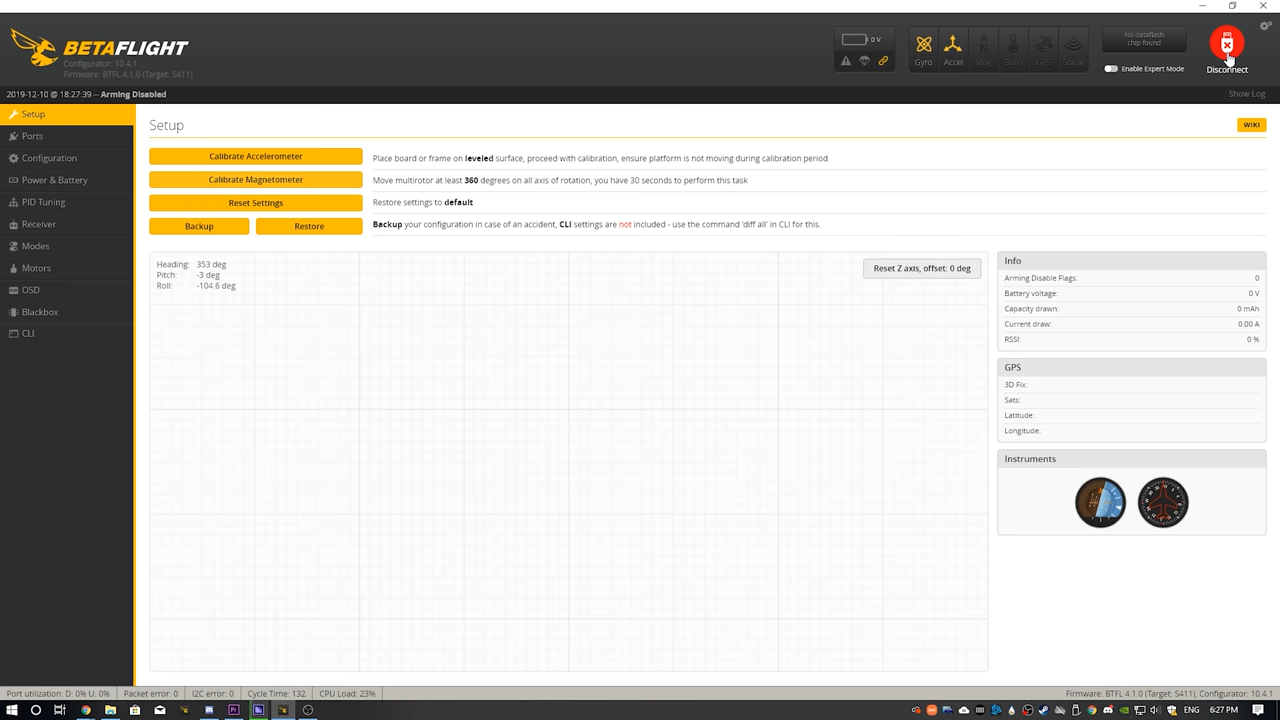 BETAFLIGHT
Configurator: 10.4.1
Firmware: BTFL 4.1.0 (Target: S411)
0 V
Gyro
Accel
Mag
Baro
GPS
Sonar
No dataflash
chip found
Enable Expert Mode
Disconnect
2019-12-10 @ 18:27:39 -- Arming Disabled
Show Log
Setup
Ports
Configuration
Power & Battery
PID Tuning
Receiver
Modes
Motors
OSD
Blackbox
CLI
Setup
WIKI
Calibrate Accelerometer
Place board or frame on leveled surface, proceed with calibration, ensure platform is not moving during calibration period
Calibrate Magnetometer
Move multirotor at least 360 degrees on all axis of rotation, you have 30 seconds to perform this task
Reset Settings
Restore settings to default
Backup
Restore
Backup your configuration in case of an accident, CLI settings are not included - use the command 'diff all' in CLI for this.
Heading: 353 deg
Pitch: -3 deg
Roll: -104.6 deg
Reset Z axis, offset: 0 deg
Info
Arming Disable Flags: 0
Battery voltage: 0 V
Capacity drawn: 0 mAh
Current draw: 0.00 A
RSSI: 0 %
GPS
3D Fix:
Sats:
Latitude:
Longitude:
Instruments
Port utilization: D: 0% U: 0%
Packet error: 0
I2C error: 0
Cycle Time: 132
CPU Load: 23%
Firmware: BTFL 4.1.0 (Target: S411), Configurator: 10.4.1
ENG
6:27 PM